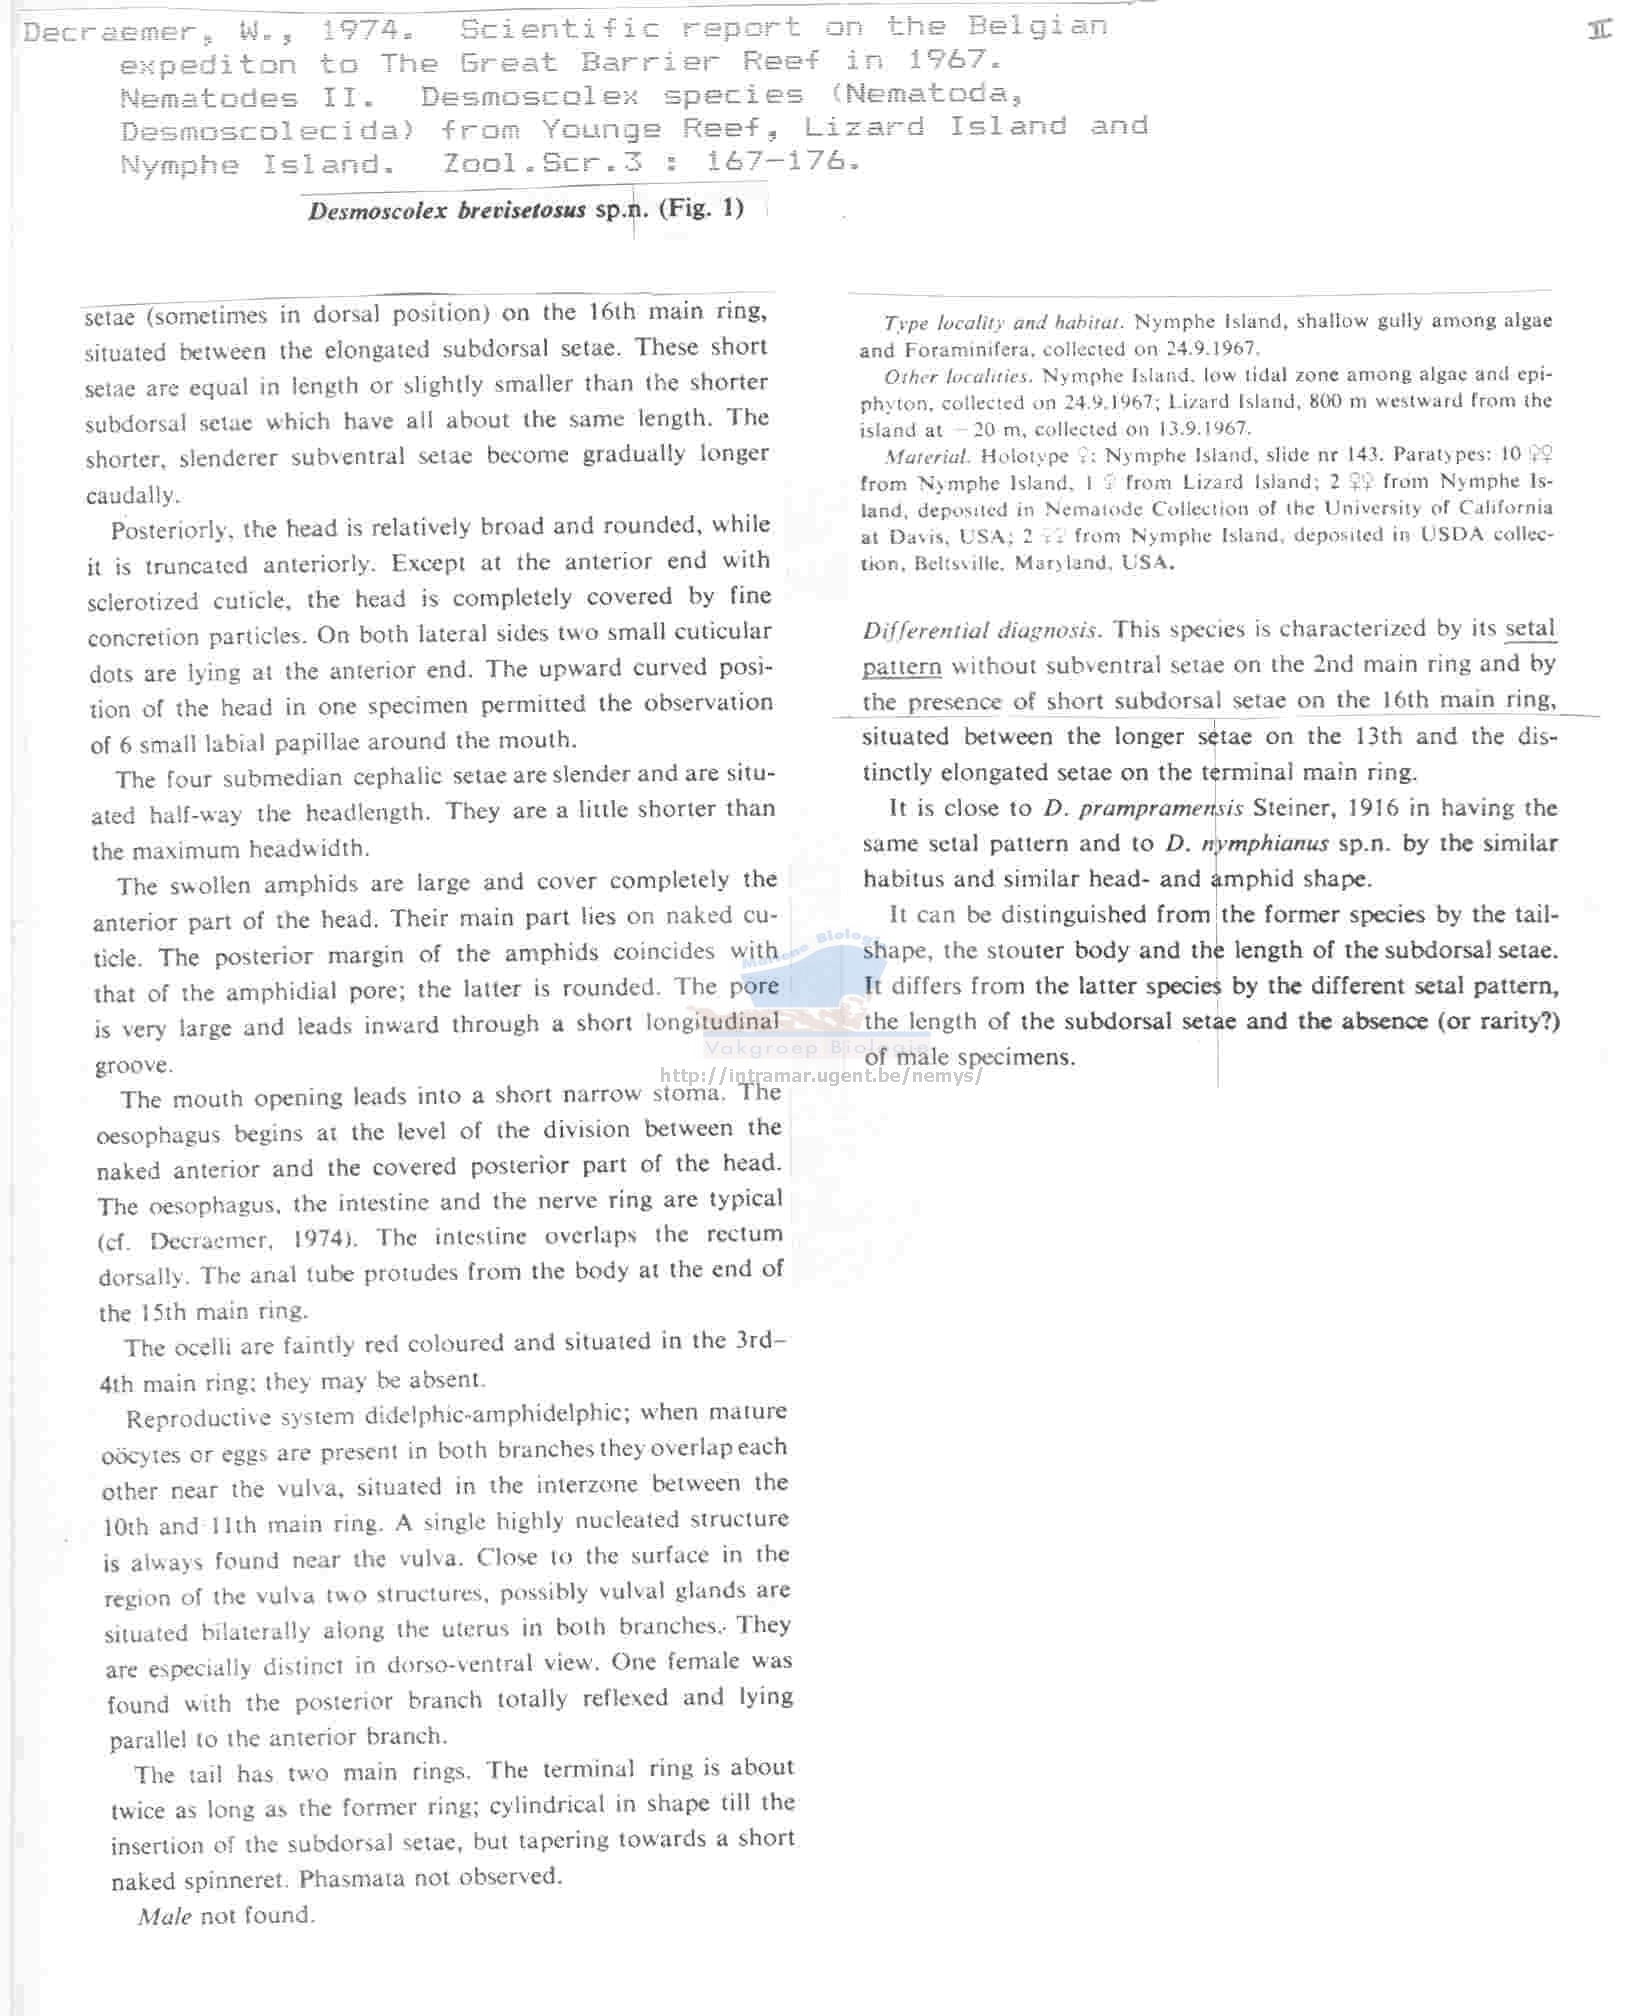 Decraemer, W., 1974. Scientific report on the Belgian
expediton to The Great Barrier Reef in 1967.
Nematodes II. Desmoscolex species (Nematoda,
Desmoscolecida) from Younge Reef, Lizard Island and
Nymphe Island. Zool.Scr.3 : 167-176.
II
Desmoscolex brevisetosus sp.n. (Fig. 1)
setae (sometimes in dorsal position) on the 16th main ring,
situated between the elongated subdorsal setae. These short
setae are equal in length or slightly smaller than the shorter
subdorsal setae which have all about the same length. The
shorter, slenderer subventral setae become gradually longer
caudally.
Posteriorly, the head is relatively broad and rounded, while
it is truncated anteriorly. Except at the anterior end with
sclerotized cuticle, the head is completely covered by fine
concretion particles. On both lateral sides two small cuticular
dots are lying at the anterior end. The upward curved posi-
tion of the head in one specimen permitted the observation
of 6 small labial papillae around the mouth.
The four submedian cephalic setae are slender and are situ-
ated half-way the headlength. They are a little shorter than
the maximum headwidth.
The swollen amphids are large and cover completely the
anterior part of the head. Their main part lies on naked cu-
ticle. The posterior margin of the amphids coincides with
that of the amphidial pore; the latter is rounded. The pore
is very large and leads inward through a short longitudinal
groove.
The mouth opening leads into a short narrow stoma. The
oesophagus begins at the level of the division between the
naked anterior and the covered posterior part of the head.
The oesophagus, the intestine and the nerve ring are typical
(cf. Decraemer, 1974). The intestine overlaps the rectum
dorsally. The anal tube protudes from the body at the end of
the 15th main ring.
The ocelli are faintly red coloured and situated in the 3rd–
4th main ring; they may be absent.
Reproductive system didelphic-amphidelphic; when mature
oöcytes or eggs are present in both branches they overlap each
other near the vulva, situated in the interzone between the
10th and 11th main ring. A single highly nucleated structure
is always found near the vulva. Close to the surface in the
region of the vulva two structures, possibly vulval glands are
situated bilaterally along the uterus in both branches. They
are especially distinct in dorso-ventral view. One female was
found with the posterior branch totally reflexed and lying
parallel to the anterior branch.
The tail has two main rings. The terminal ring is about
twice as long as the former ring; cylindrical in shape till the
insertion of the subdorsal setae, but tapering towards a short
naked spinneret. Phasmata not observed.
Male not found.
Type locality and habitat. Nymphe Island, shallow gully among algae
and Foraminifera, collected on 24.9.1967.
Other localities. Nymphe Island, low tidal zone among algae and epi-
phyton, collected on 24.9.1967; Lizard Island, 800 m westward from the
island at – 20 m, collected on 13.9.1967.
Material. Holotype ♀: Nymphe Island, slide nr 143. Paratypes: 10 ♀♀
from Nymphe Island, 1 ♀ from Lizard Island; 2 ♀♀ from Nymphe Is-
land, deposited in Nematode Collection of the University of California
at Davis, USA; 2 ♀♀ from Nymphe Island, deposited in USDA collec-
tion, Beltsville, Maryland, USA.
Differential diagnosis. This species is characterized by its setal
pattern without subventral setae on the 2nd main ring and by
the presence of short subdorsal setae on the 16th main ring,
situated between the longer setae on the 13th and the dis-
tinctly elongated setae on the terminal main ring.
It is close to D. prampramensis Steiner, 1916 in having the
same setal pattern and to D. nymphianus sp.n. by the similar
habitus and similar head- and amphid shape.
It can be distinguished from the former species by the tail-
shape, the stouter body and the length of the subdorsal setae.
It differs from the latter species by the different setal pattern,
the length of the subdorsal setae and the absence (or rarity?)
of male specimens.
Mariene Biologie
Vakgroep Biologie
http://intramar.ugent.be/nemys/